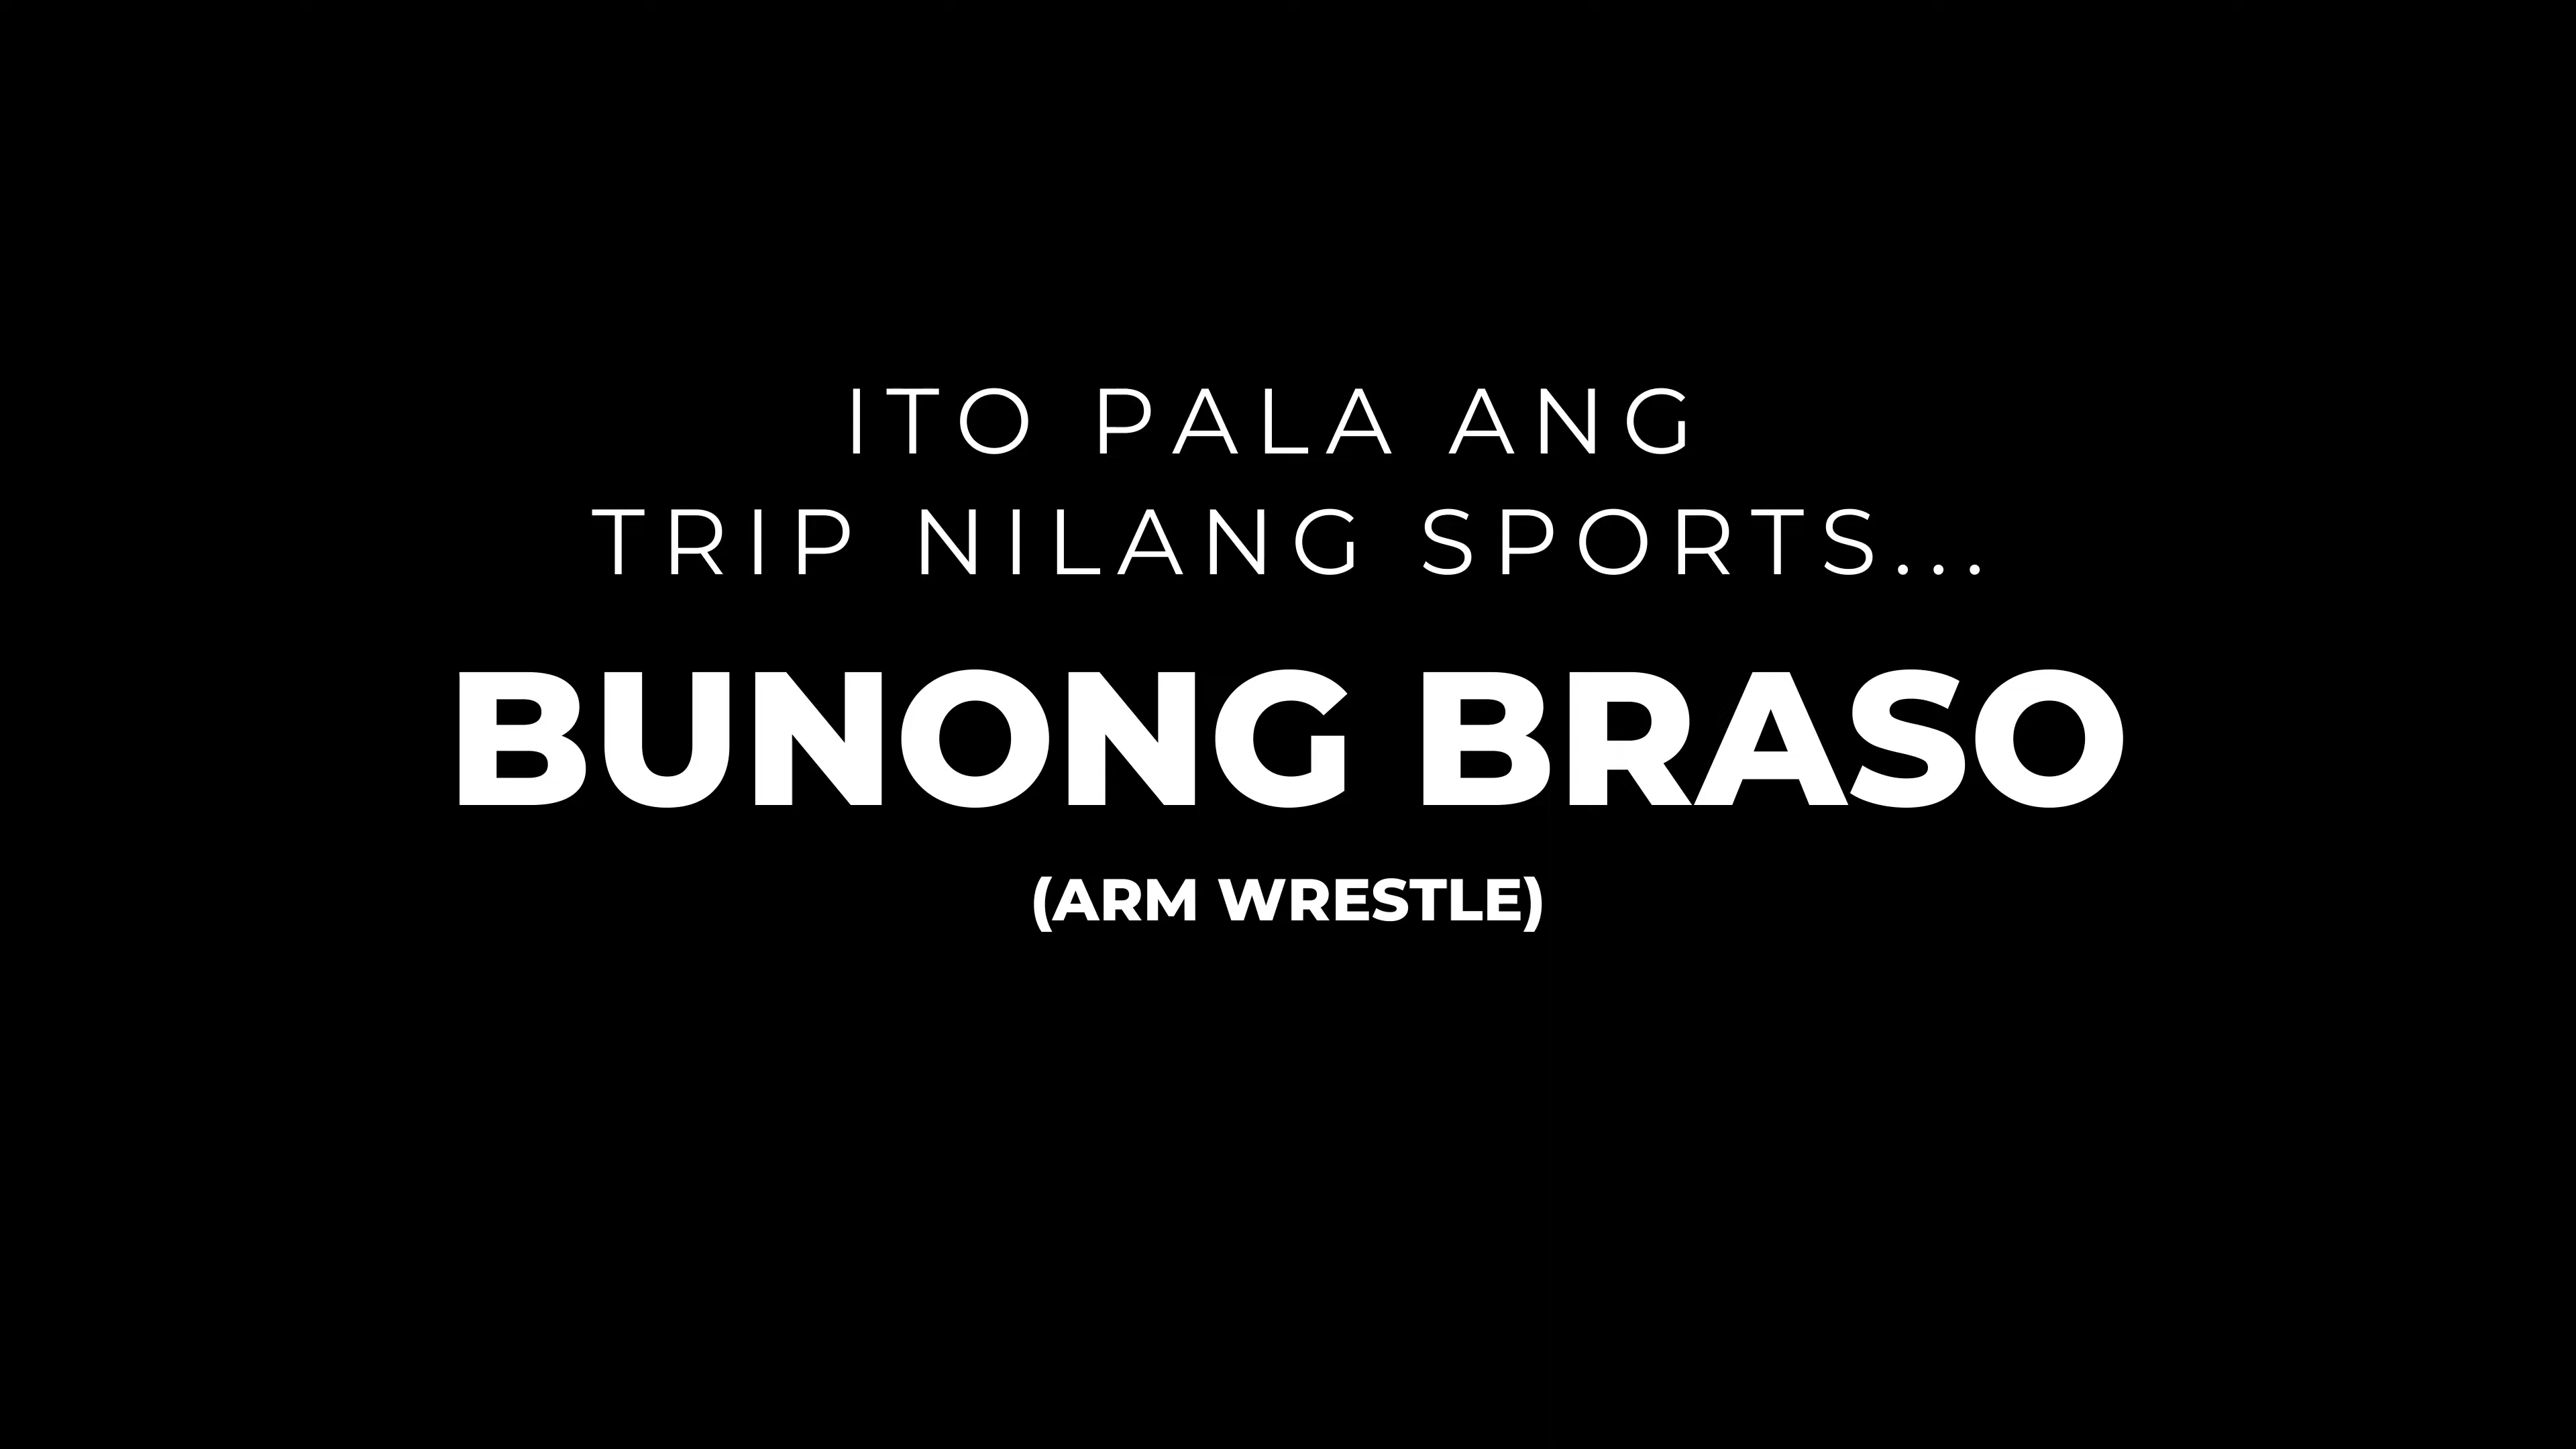 ITO PALA ANG
TRIP NILANG SPORTS...
BUNONG BRASO
(ARM WRESTLE)